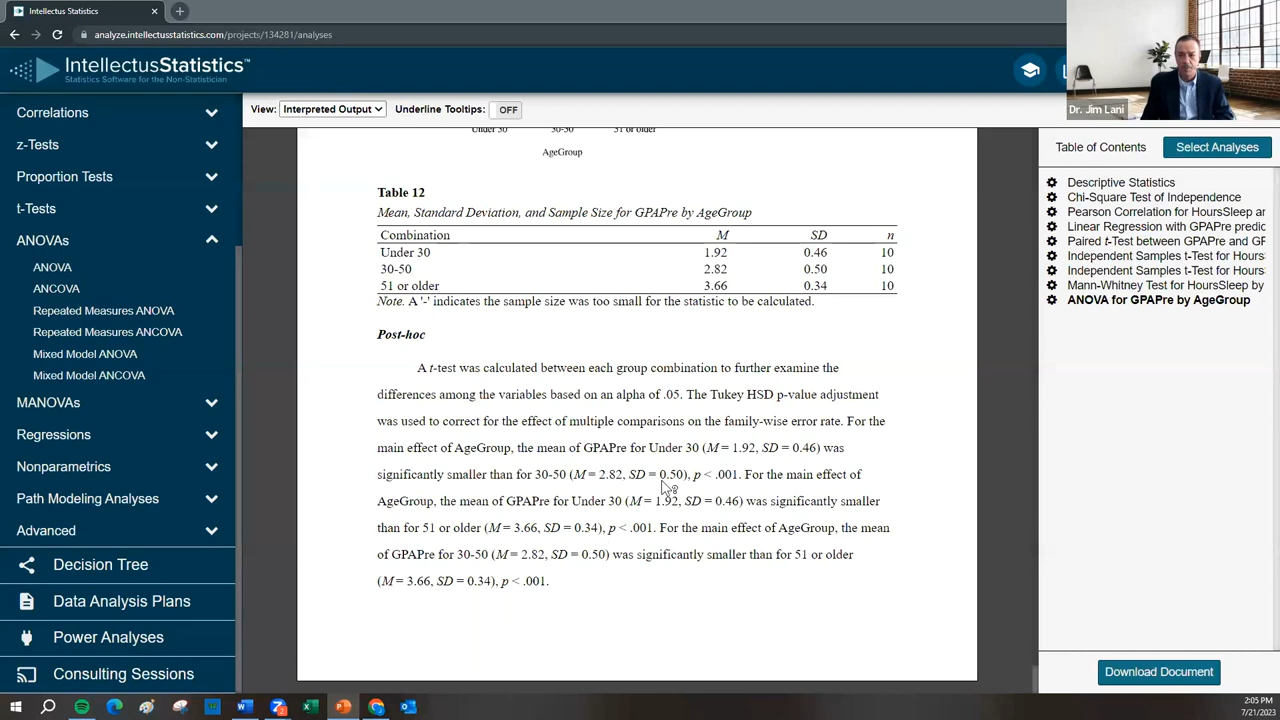 Intellectus Statistics
analyze.intellectusstatistics.com/projects/134281/analyses
IntellectusStatistics™
Statistics Software for the Non-Statistician
Dr. Jim Lani
Correlations
z-Tests
Proportion Tests
t-Tests
ANOVAs
ANOVA
ANCOVA
Repeated Measures ANOVA
Repeated Measures ANCOVA
Mixed Model ANOVA
Mixed Model ANCOVA
MANOVAs
Regressions
Nonparametrics
Path Modeling Analyses
Advanced
Decision Tree
Data Analysis Plans
Power Analyses
Consulting Sessions
View: Interpreted Output Underline Tooltips: OFF
Under 30 30-50 51 or older
AgeGroup
Table 12
Mean, Standard Deviation, and Sample Size for GPAPre by AgeGroup
Combination M SD n
Under 30 1.92 0.46 10
30-50 2.82 0.50 10
51 or older 3.66 0.34 10
Note. A '-' indicates the sample size was too small for the statistic to be calculated.
Post-hoc
A t-test was calculated between each group combination to further examine the
differences among the variables based on an alpha of .05. The Tukey HSD p-value adjustment
was used to correct for the effect of multiple comparisons on the family-wise error rate. For the
main effect of AgeGroup, the mean of GPAPre for Under 30 (M = 1.92, SD = 0.46) was
significantly smaller than for 30-50 (M = 2.82, SD = 0.50), p < .001. For the main effect of
AgeGroup, the mean of GPAPre for Under 30 (M = 1.92, SD = 0.46) was significantly smaller
than for 51 or older (M = 3.66, SD = 0.34), p < .001. For the main effect of AgeGroup, the mean
of GPAPre for 30-50 (M = 2.82, SD = 0.50) was significantly smaller than for 51 or older
(M = 3.66, SD = 0.34), p < .001.
Table of Contents Select Analyses
Descriptive Statistics
Chi-Square Test of Independence
Pearson Correlation for HoursSleep ar
Linear Regression with GPAPre predic
Paired t-Test between GPAPre and GF
Independent Samples t-Test for Hours
Independent Samples t-Test for Hours
Mann-Whitney Test for HoursSleep by
ANOVA for GPAPre by AgeGroup
Download Document
2:05 PM
7/21/2023